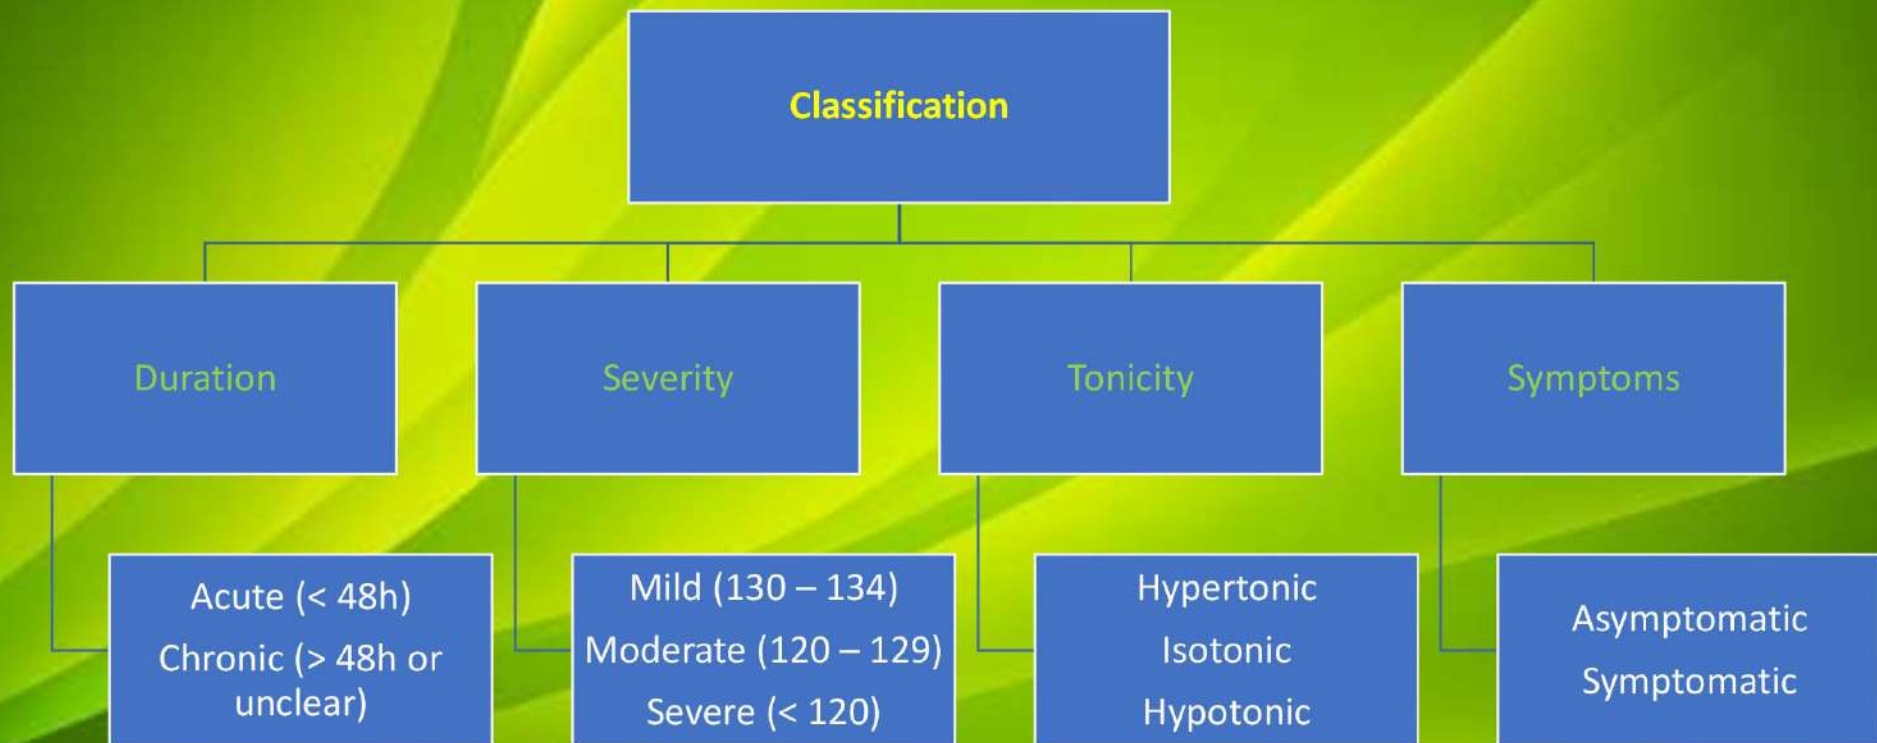 Classification
Duration
Severity
Tonicity
Symptoms
Acute (< 48h)
Chronic (> 48h or
unclear)
Mild (130 – 134)
Moderate (120 – 129)
Severe (< 120)
Hypertonic
Isotonic
Hypotonic
Asymptomatic
Symptomatic